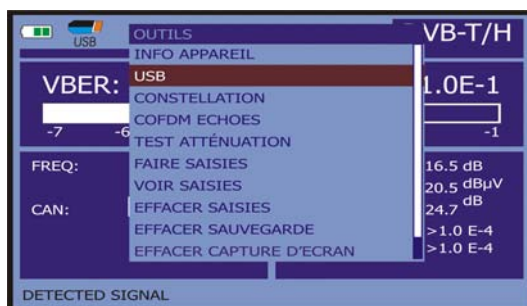 USB
OUTILS
VB-T/H
INFO APPAREIL
USB
CONSTELLATION
COFDM ECHOES
TEST ATTÉNUATION
FAIRE SAISIES
VOIR SAISIES
EFFACER SAISIES
EFFACER SAUVEGARDE
EFFACER CAPTURE D'ECRAN
VBER:
1.0E-1
-7 -6 -1
FREQ:
16.5 dB
20.5 dBµV
CAN:
24.7 dB
>1.0 E-4
>1.0 E-4
DETECTED SIGNAL